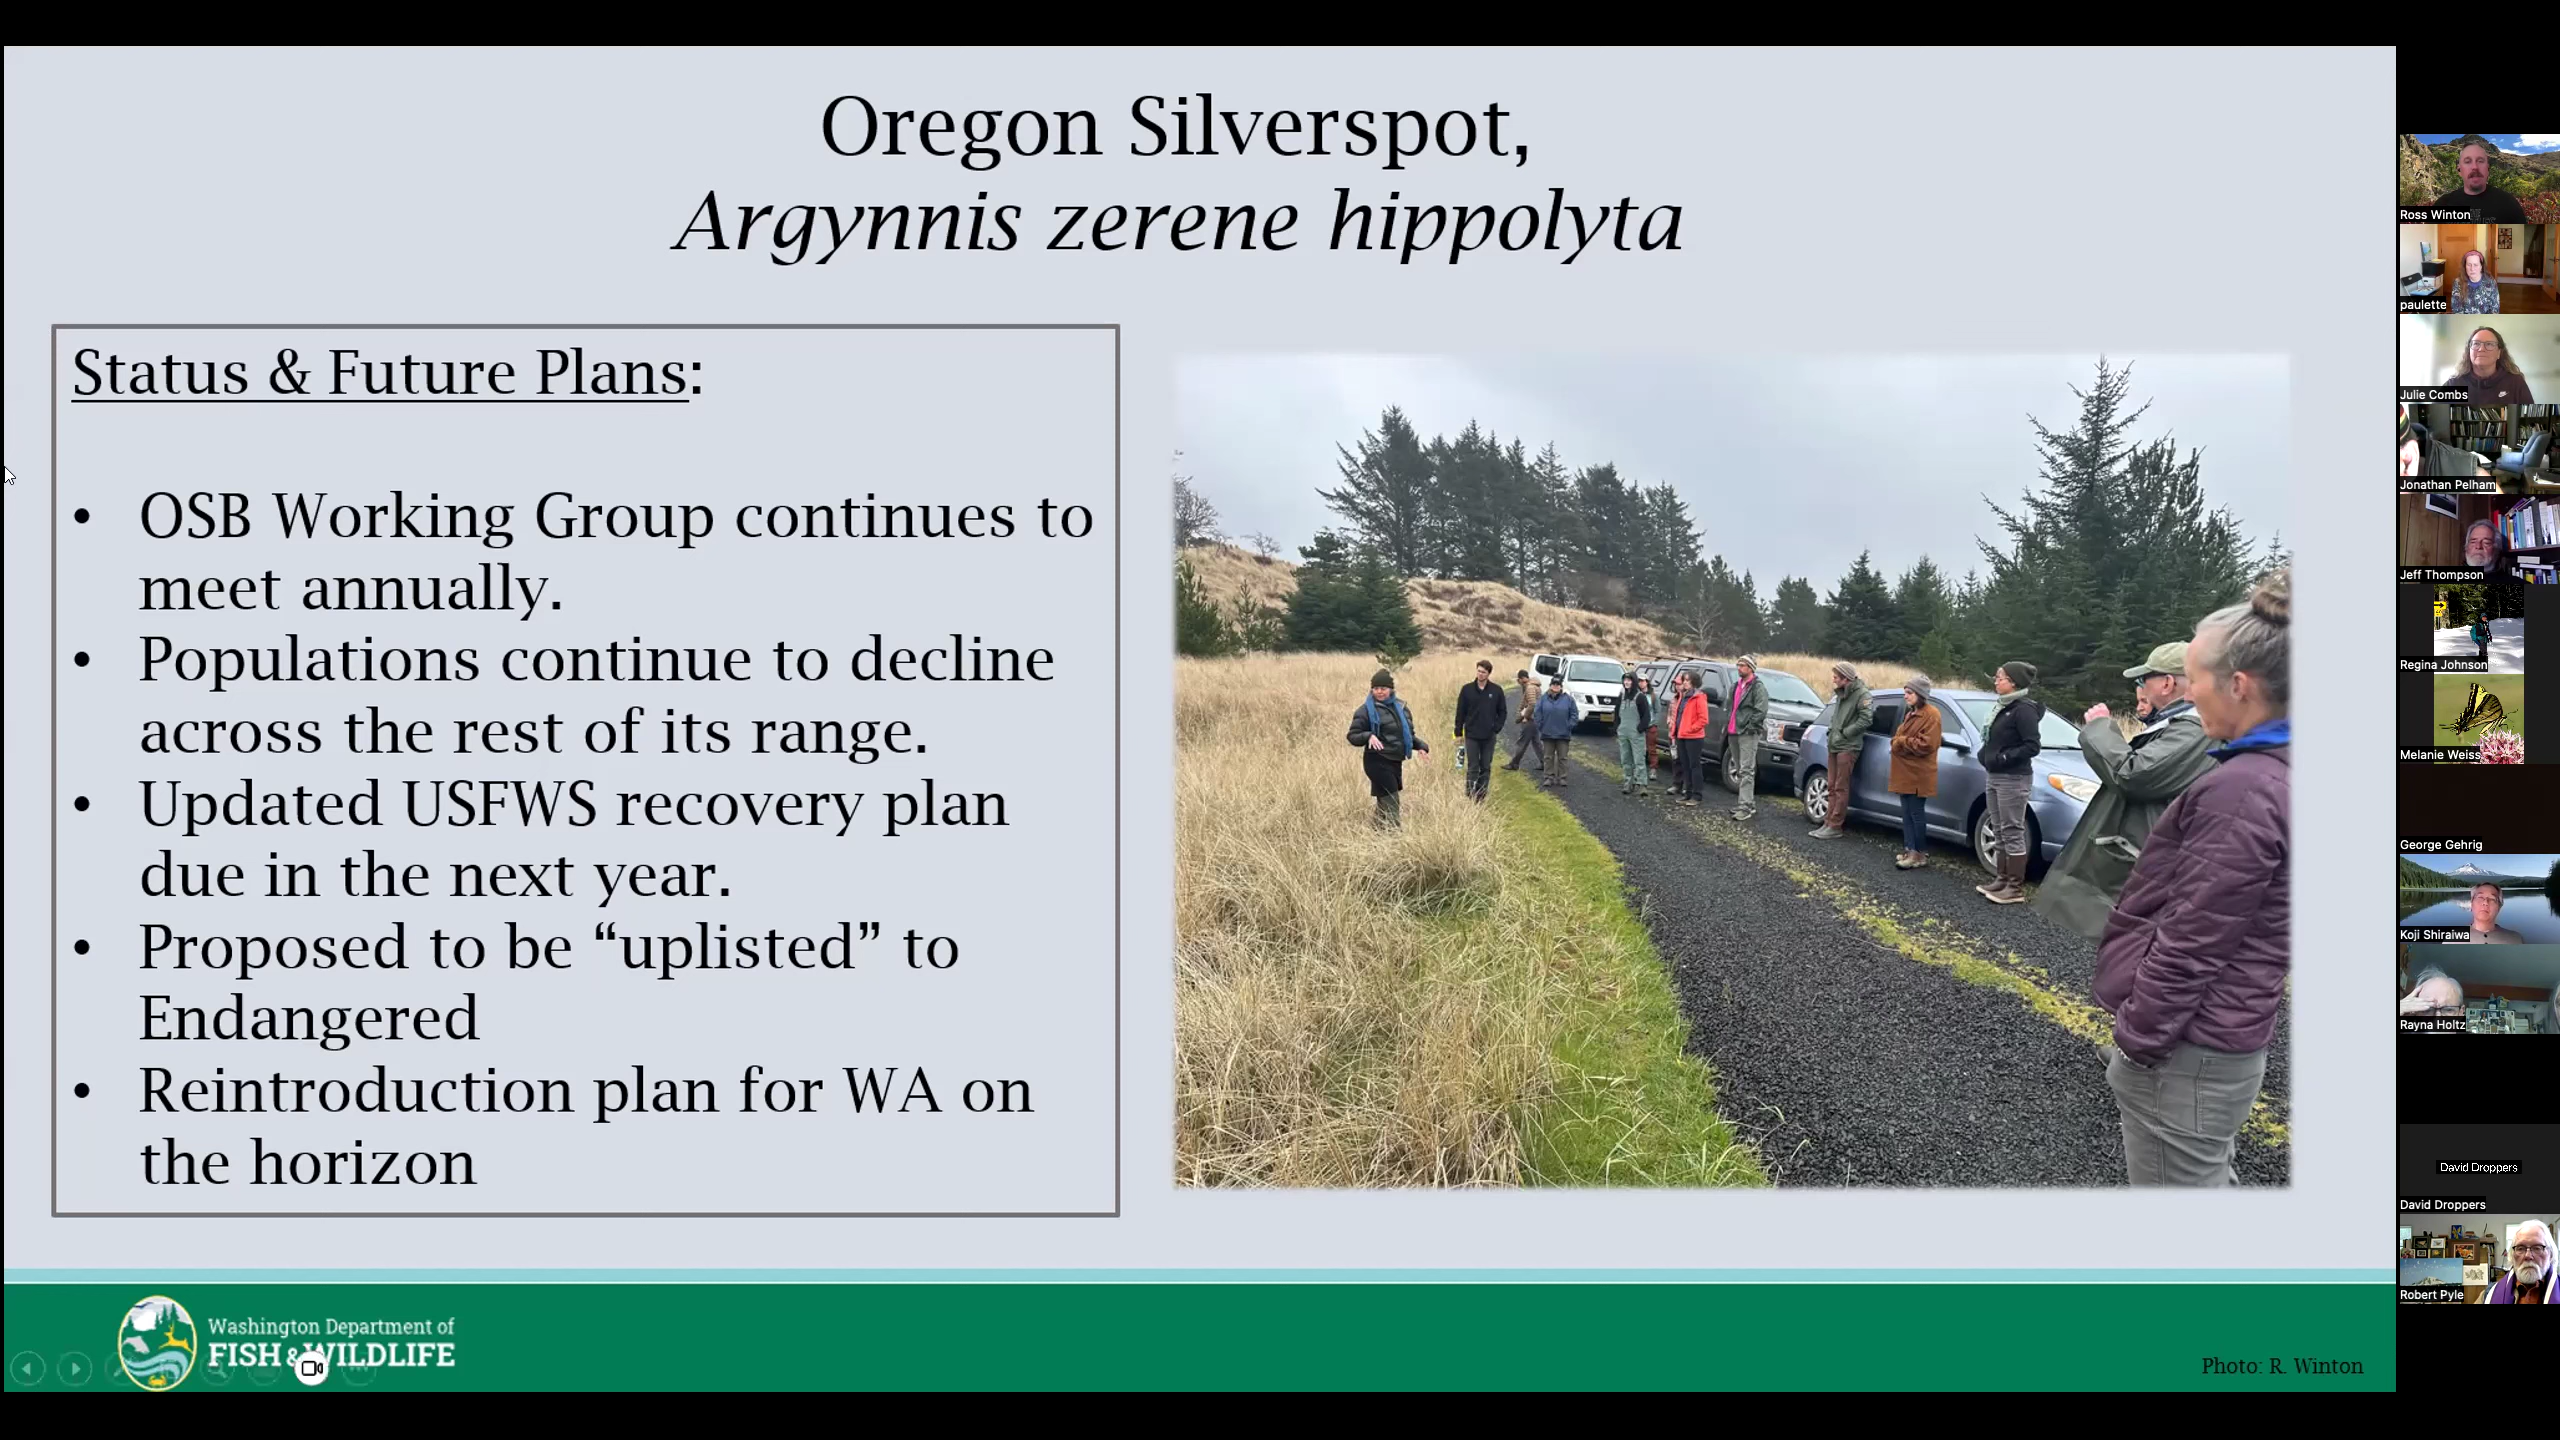 Oregon Silverspot,
Argynnis zerene hippolyta
Status & Future Plans:
• OSB Working Group continues to
meet annually.
• Populations continue to decline
across the rest of its range.
• Updated USFWS recovery plan
due in the next year.
• Proposed to be “uplisted” to
Endangered
• Reintroduction plan for WA on
the horizon
Washington Department of
FISH & WILDLIFE
Photo: R. Winton
Ross Winton
paulette
Julie Combs
Jonathan Pelham
Jeff Thompson
Regina Johnson
Melanie Weiss
George Gehrig
Koji Shiraiwa
Rayna Holtz
David Droppers
David Droppers
Robert Pyle